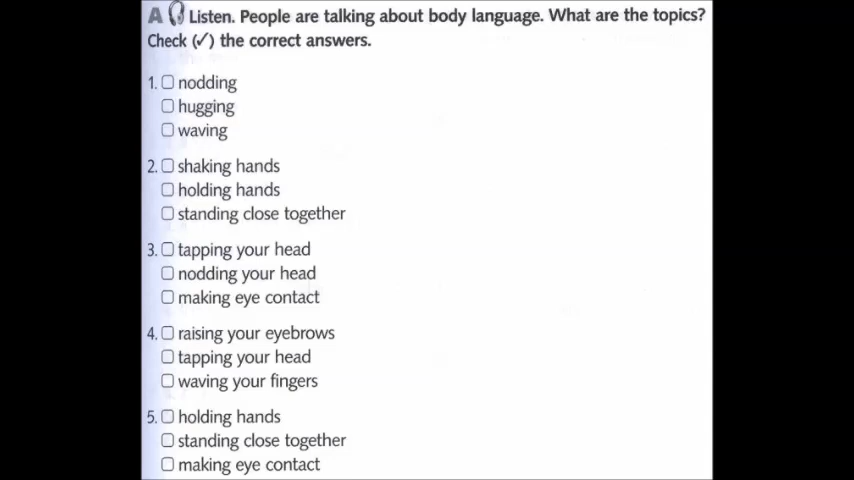 A Listen. People are talking about body language. What are the topics?
Check (✓) the correct answers.
1. nodding
hugging
waving
2. shaking hands
holding hands
standing close together
3. tapping your head
nodding your head
making eye contact
4. raising your eyebrows
tapping your head
waving your fingers
5. holding hands
standing close together
making eye contact